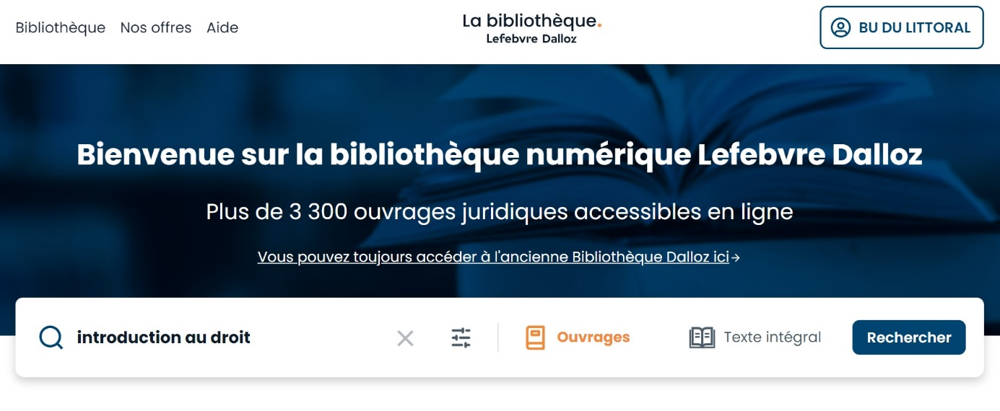 Bibliothèque Nos offres Aide
La bibliothèque.
Lefebvre Dalloz
BU DU LITTORAL
Bienvenue sur la bibliothèque numérique Lefebvre Dalloz
Plus de 3 300 ouvrages juridiques accessibles en ligne
Vous pouvez toujours accéder à l'ancienne Bibliothèque Dalloz ici→
introduction au droit Ouvrages Texte intégral Rechercher